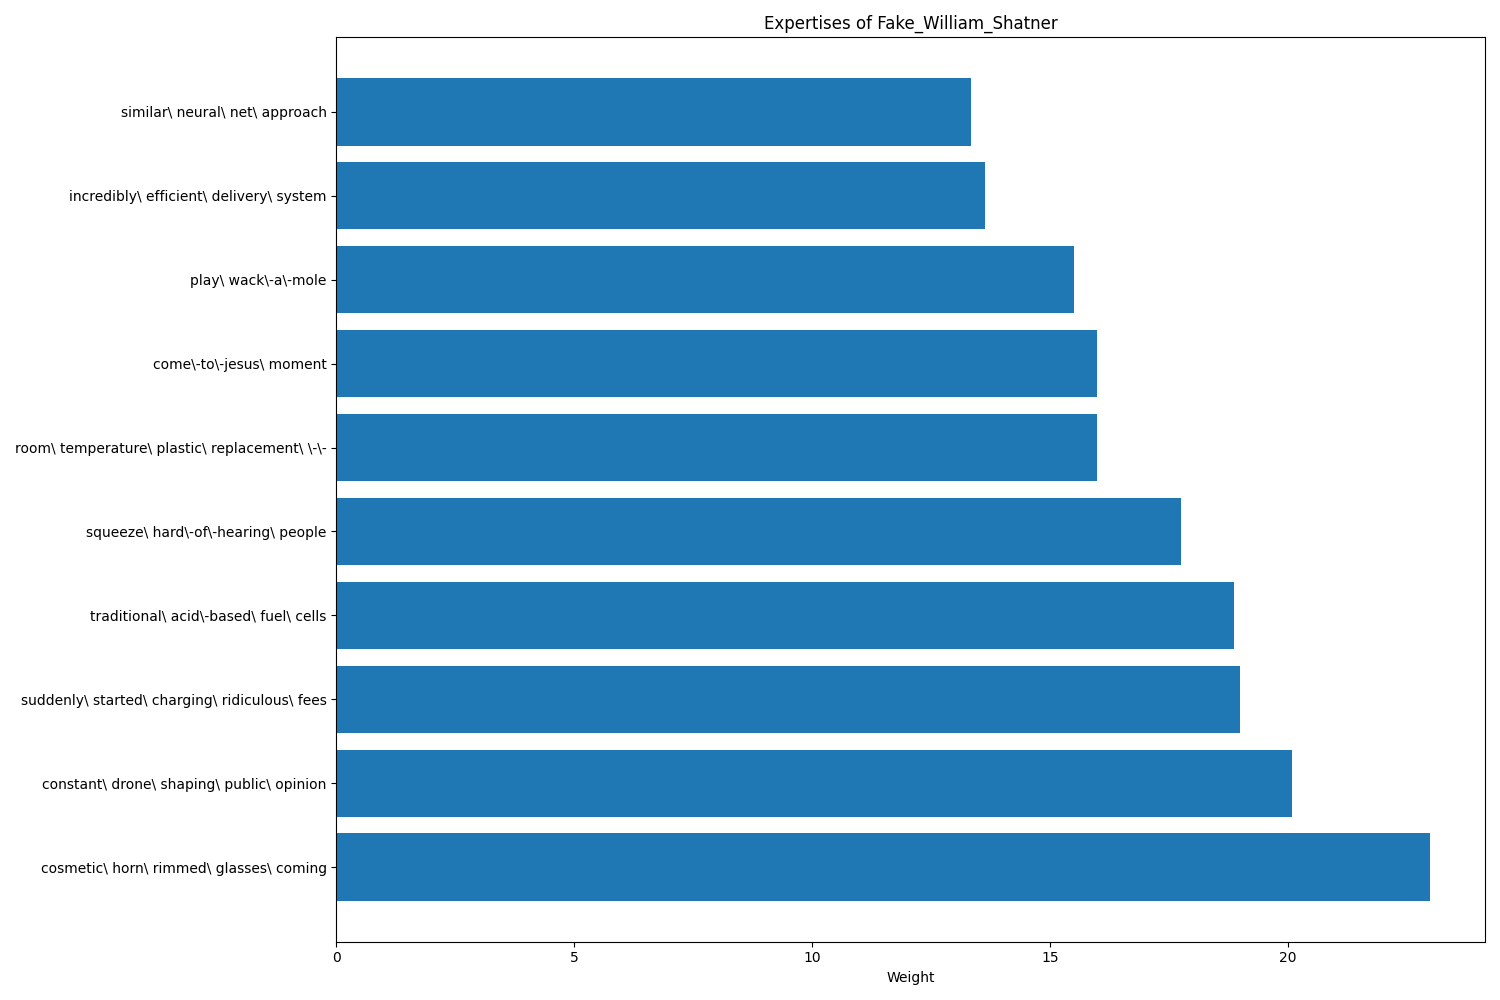 Expertises of Fake_William_Shatner
similar\ neural\ net\ approach
incredibly\ efficient\ delivery\ system
play\ wack\-a\-mole
come\-to\-jesus\ moment
room\ temperature\ plastic\ replacement\ \-\-
squeeze\ hard\-of\-hearing\ people
traditional\ acid\-based\ fuel\ cells
suddenly\ started\ charging\ ridiculous\ fees
constant\ drone\ shaping\ public\ opinion
cosmetic\ horn\ rimmed\ glasses\ coming
0 5 10 15 20
Weight